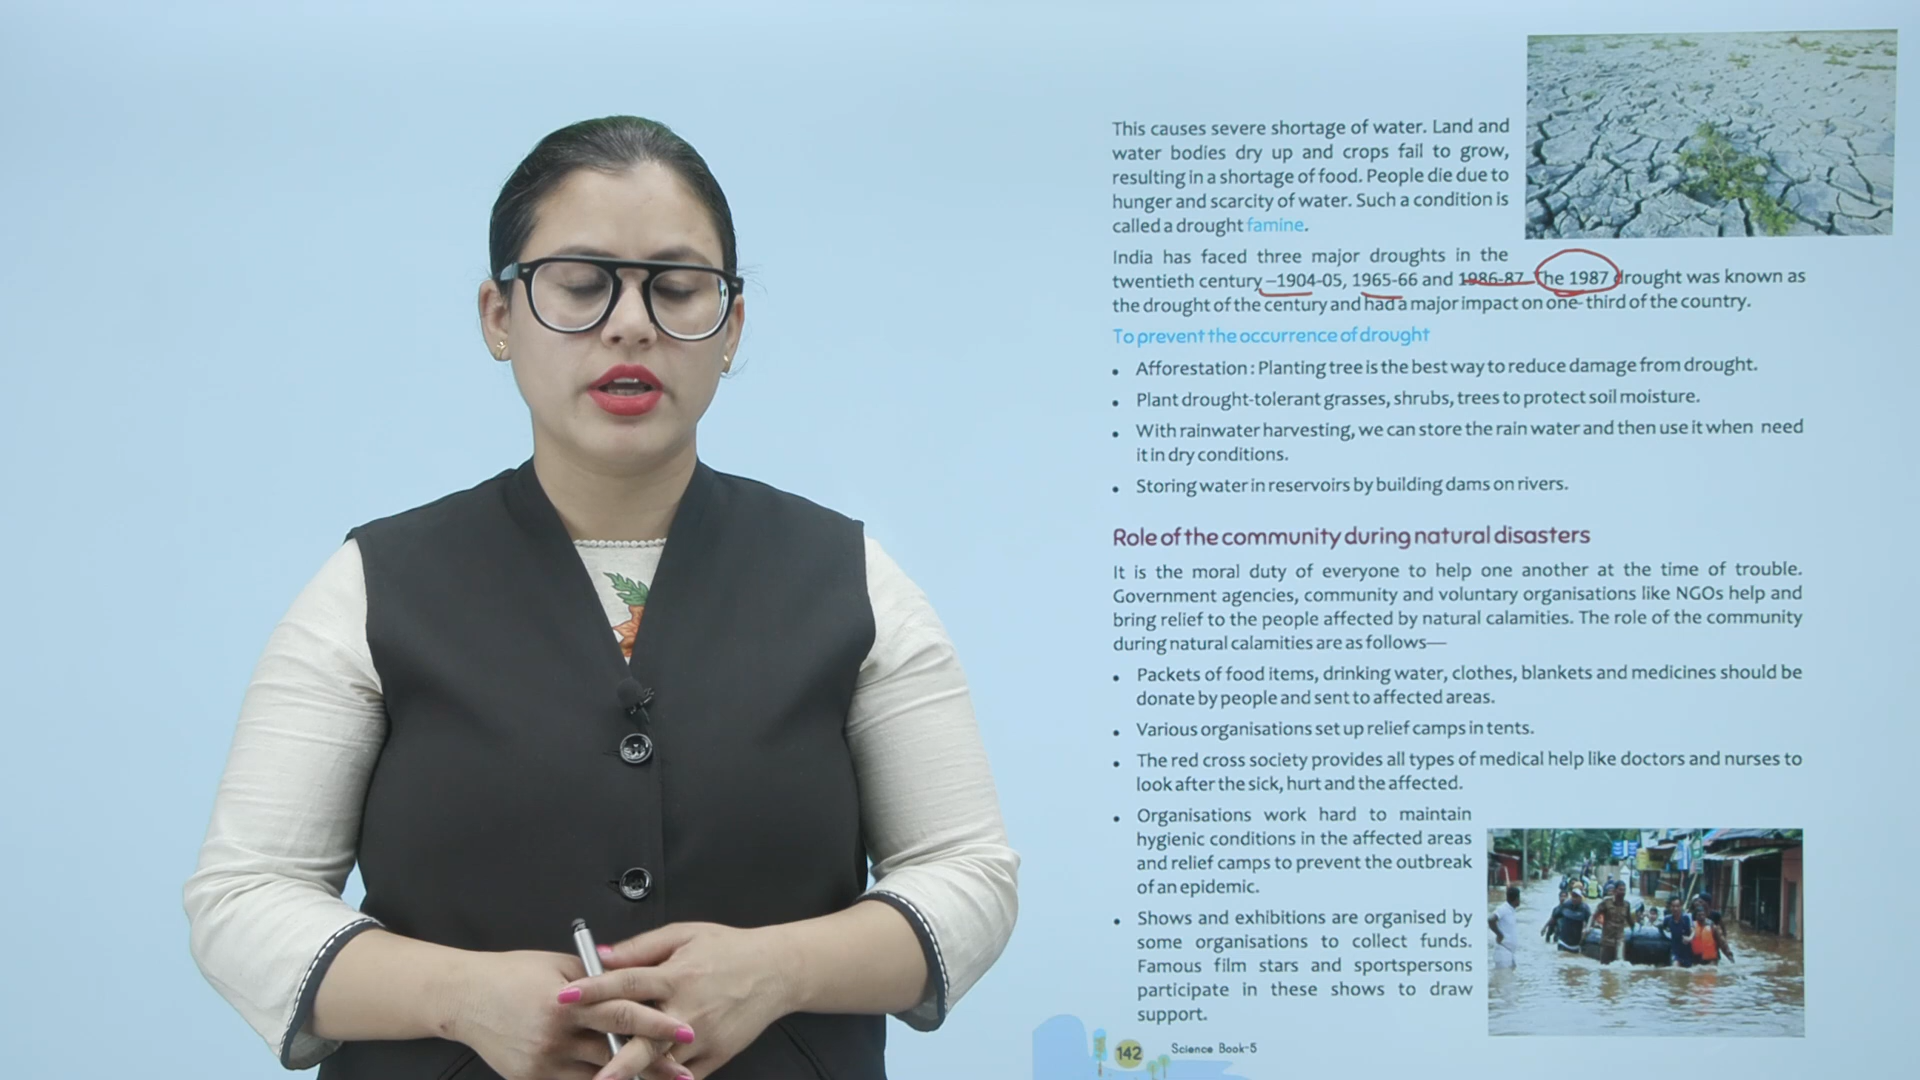 This causes severe shortage of water. Land and
water bodies dry up and crops fail to grow,
resulting in a shortage of food. People die due to
hunger and scarcity of water. Such a condition is
called a drought famine.
India has faced three major droughts in the
twentieth century –1904-05, 1965-66 and 1986-87. The 1987 drought was known as
the drought of the century and had a major impact on one- third of the country.
To prevent the occurrence of drought
• Afforestation : Planting tree is the best way to reduce damage from drought.
• Plant drought-tolerant grasses, shrubs, trees to protect soil moisture.
• With rainwater harvesting, we can store the rain water and then use it when need
it in dry conditions.
• Storing water in reservoirs by building dams on rivers.
Role of the community during natural disasters
It is the moral duty of everyone to help one another at the time of trouble.
Government agencies, community and voluntary organisations like NGOs help and
bring relief to the people affected by natural calamities. The role of the community
during natural calamities are as follows—
• Packets of food items, drinking water, clothes, blankets and medicines should be
donate by people and sent to affected areas.
• Various organisations set up relief camps in tents.
• The red cross society provides all types of medical help like doctors and nurses to
look after the sick, hurt and the affected.
• Organisations work hard to maintain
hygienic conditions in the affected areas
and relief camps to prevent the outbreak
of an epidemic.
• Shows and exhibitions are organised by
some organisations to collect funds.
Famous film stars and sportspersons
participate in these shows to draw
support.
142 Science Book-5